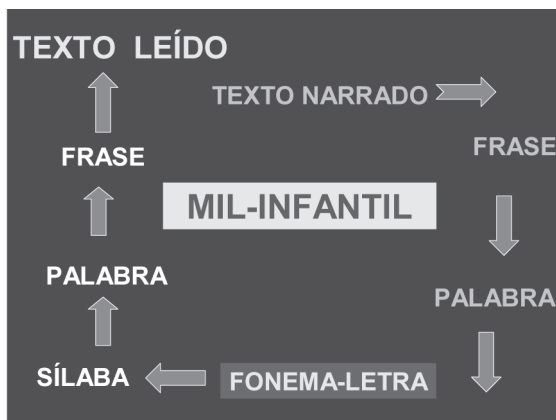 TEXTO LEÍDO
TEXTO NARRADO
FRASE
FRASE
MIL-INFANTIL
PALABRA
PALABRA
SÍLABA
FONEMA-LETRA